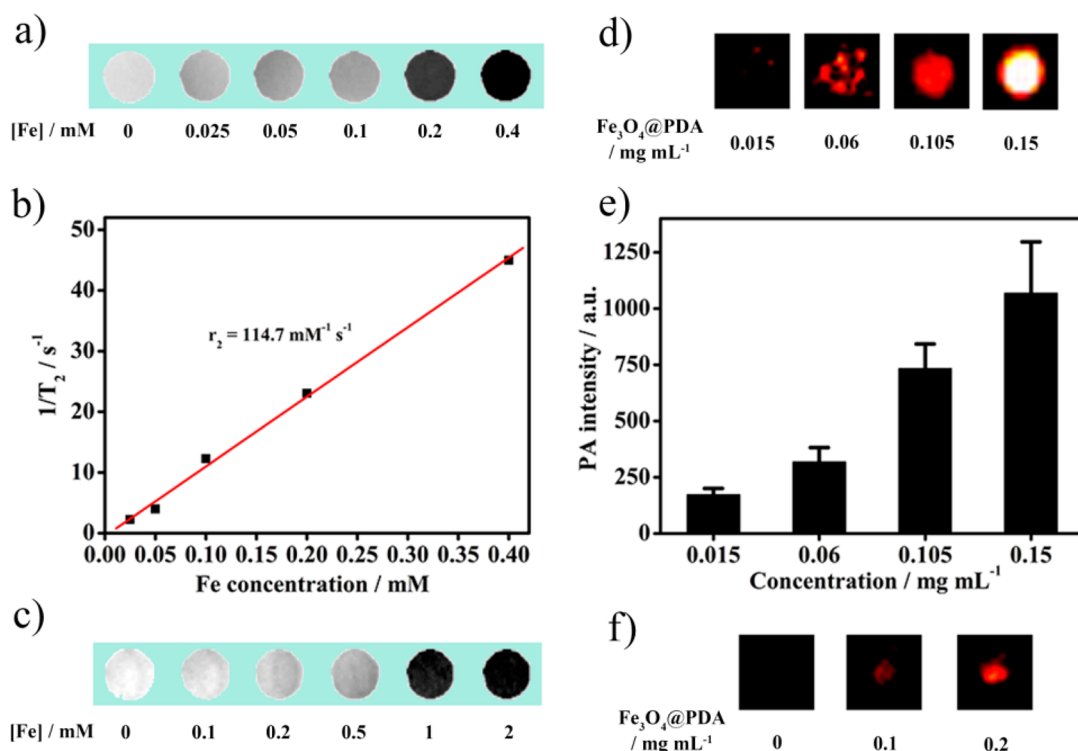 a)
[Fe] / mM 0 0.025 0.05 0.1 0.2 0.4
b)
50
40
30
20
10
0
1/T₂ / s⁻¹
r₂ = 114.7 mM⁻¹ s⁻¹
0.00 0.05 0.10 0.15 0.20 0.25 0.30 0.35 0.40
Fe concentration / mM
c)
[Fe] / mM 0 0.1 0.2 0.5 1 2
d)
Fe₃O₄@PDA
/ mg mL⁻¹
0.015 0.06 0.105 0.15
e)
1250
1000
750
500
250
0
PA intensity / a.u.
0.015 0.06 0.105 0.15
Concentration / mg mL⁻¹
f)
Fe₃O₄@PDA
/ mg mL⁻¹
0 0.1 0.2